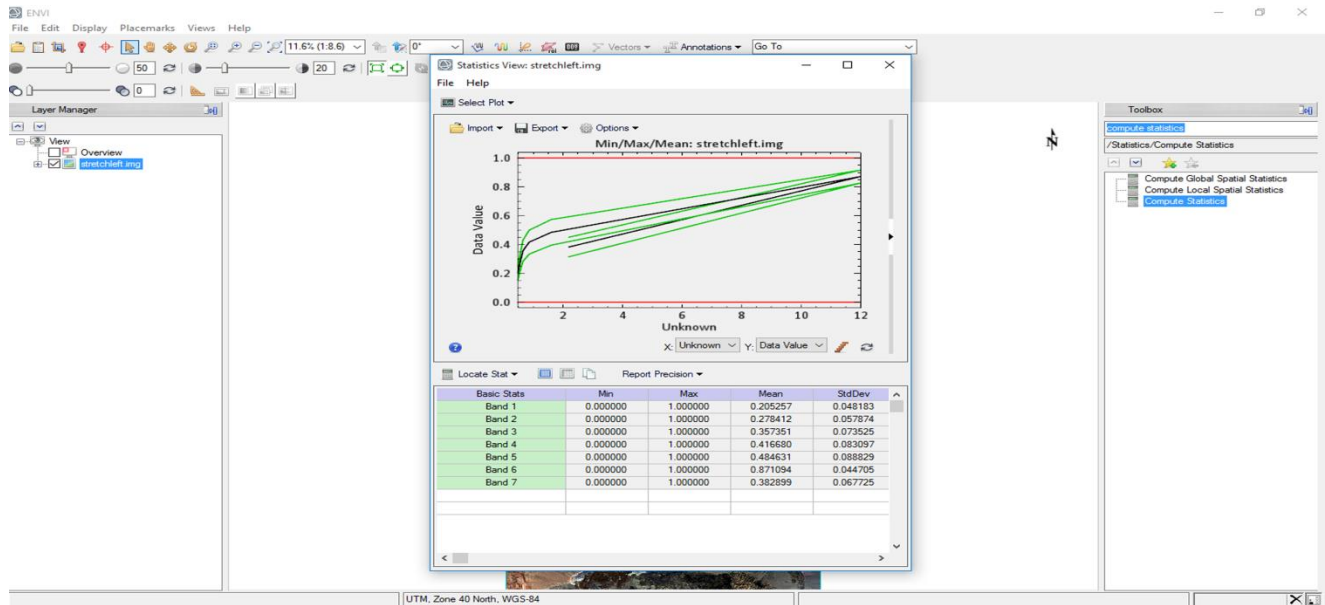 ENVI
File Edit Display Placemarks Views Help
11.6% (1:8.6) 0° Vectors Annotations Go To
50 20
0
Layer Manager
View
Overview
stretchleft.img
Statistics View: stretchleft.img
File Help
Select Plot
Import Export Options
Min/Max/Mean: stretchleft.img
1.0
0.8
0.6
0.4
0.2
0.0
Data Value
2 4 6 8 10 12
Unknown
X: Unknown Y: Data Value
Locate Stat Report Precision
Basic Stats Min Max Mean StdDev
Band 1 0.000000 1.000000 0.205257 0.048183
Band 2 0.000000 1.000000 0.278412 0.057874
Band 3 0.000000 1.000000 0.357351 0.073525
Band 4 0.000000 1.000000 0.416680 0.083097
Band 5 0.000000 1.000000 0.484631 0.088829
Band 6 0.000000 1.000000 0.871094 0.044705
Band 7 0.000000 1.000000 0.382899 0.067725
N
Toolbox
compute statistics
/Statistics/Compute Statistics
Compute Global Spatial Statistics
Compute Local Spatial Statistics
Compute Statistics
UTM, Zone 40 North, WGS-84